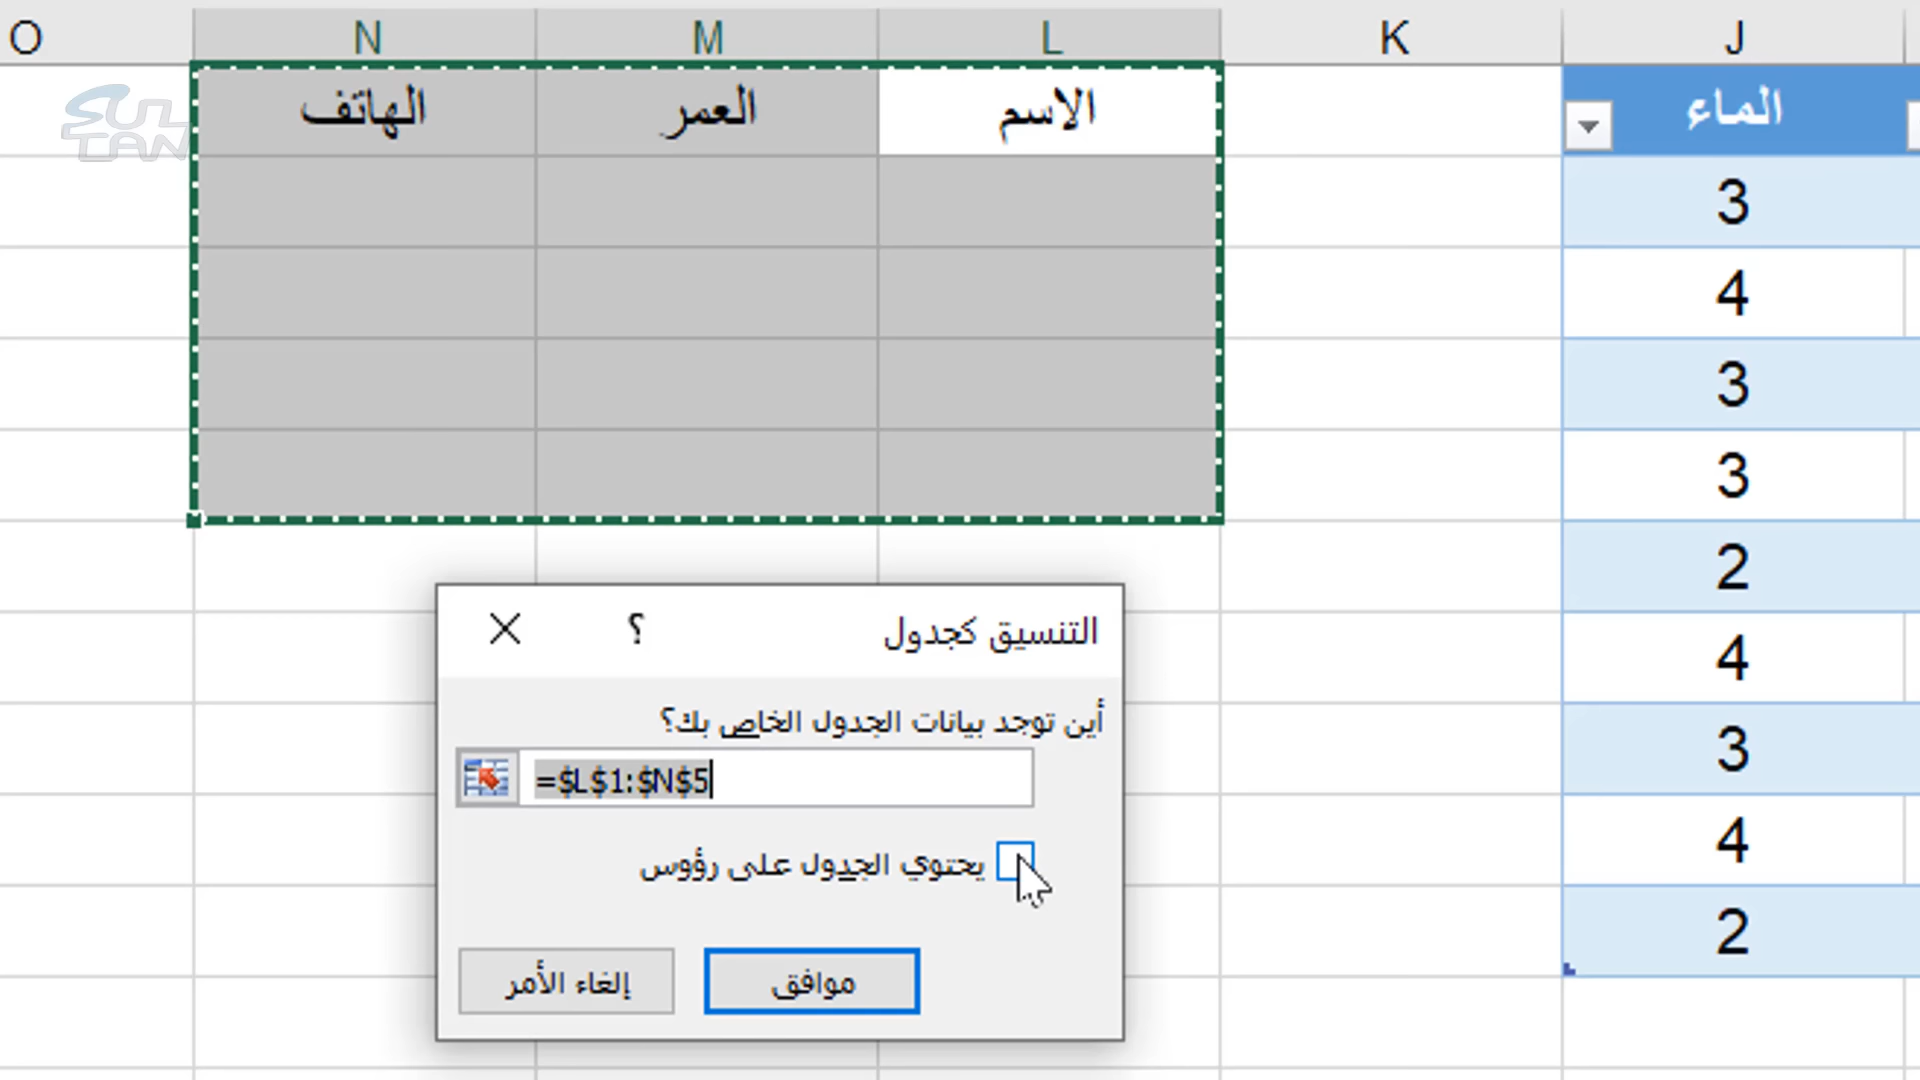 J K L M N O
الماء
الاسم العمر الهاتف
SULTAN
3
4
3
3
2
4
3
4
2
التنسيق كجدول ؟
أين توجد بيانات الجدول الخاص بك؟
=$L$1:$N$5
يحتوي الجدول على رؤوس
موافق إلغاء الأمر